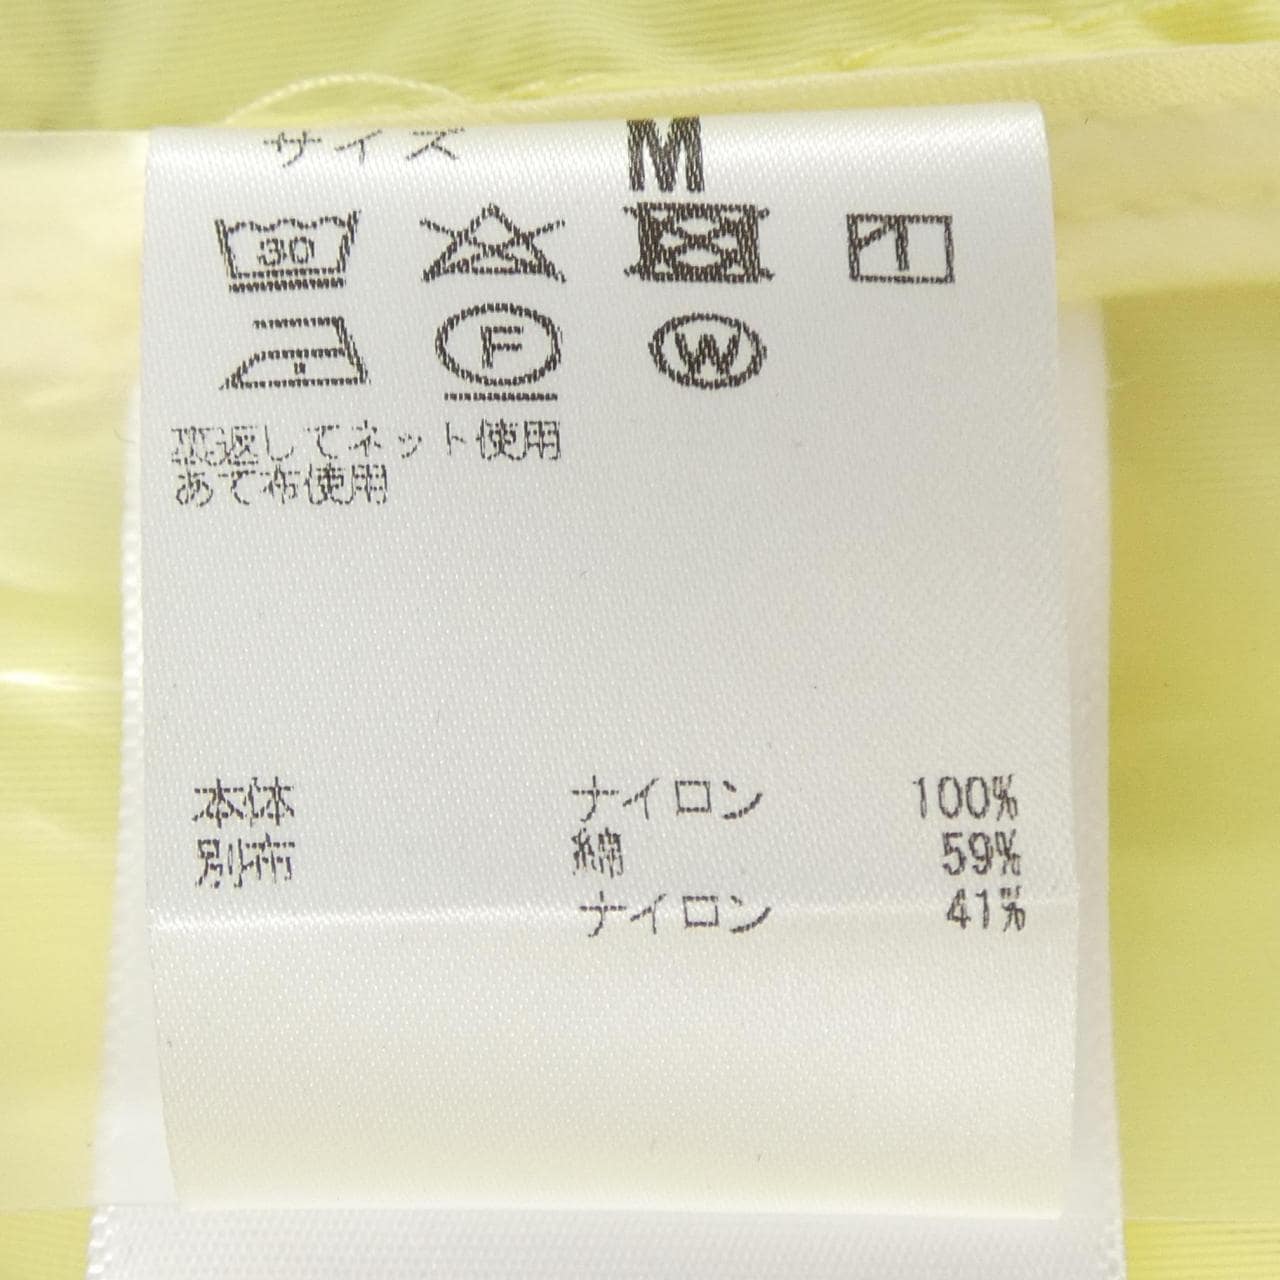 サイズ M
30
F W
裏返してネット使用
あて布使用
本体 ナイロン 100%
別布 綿 59%
ナイロン 41%